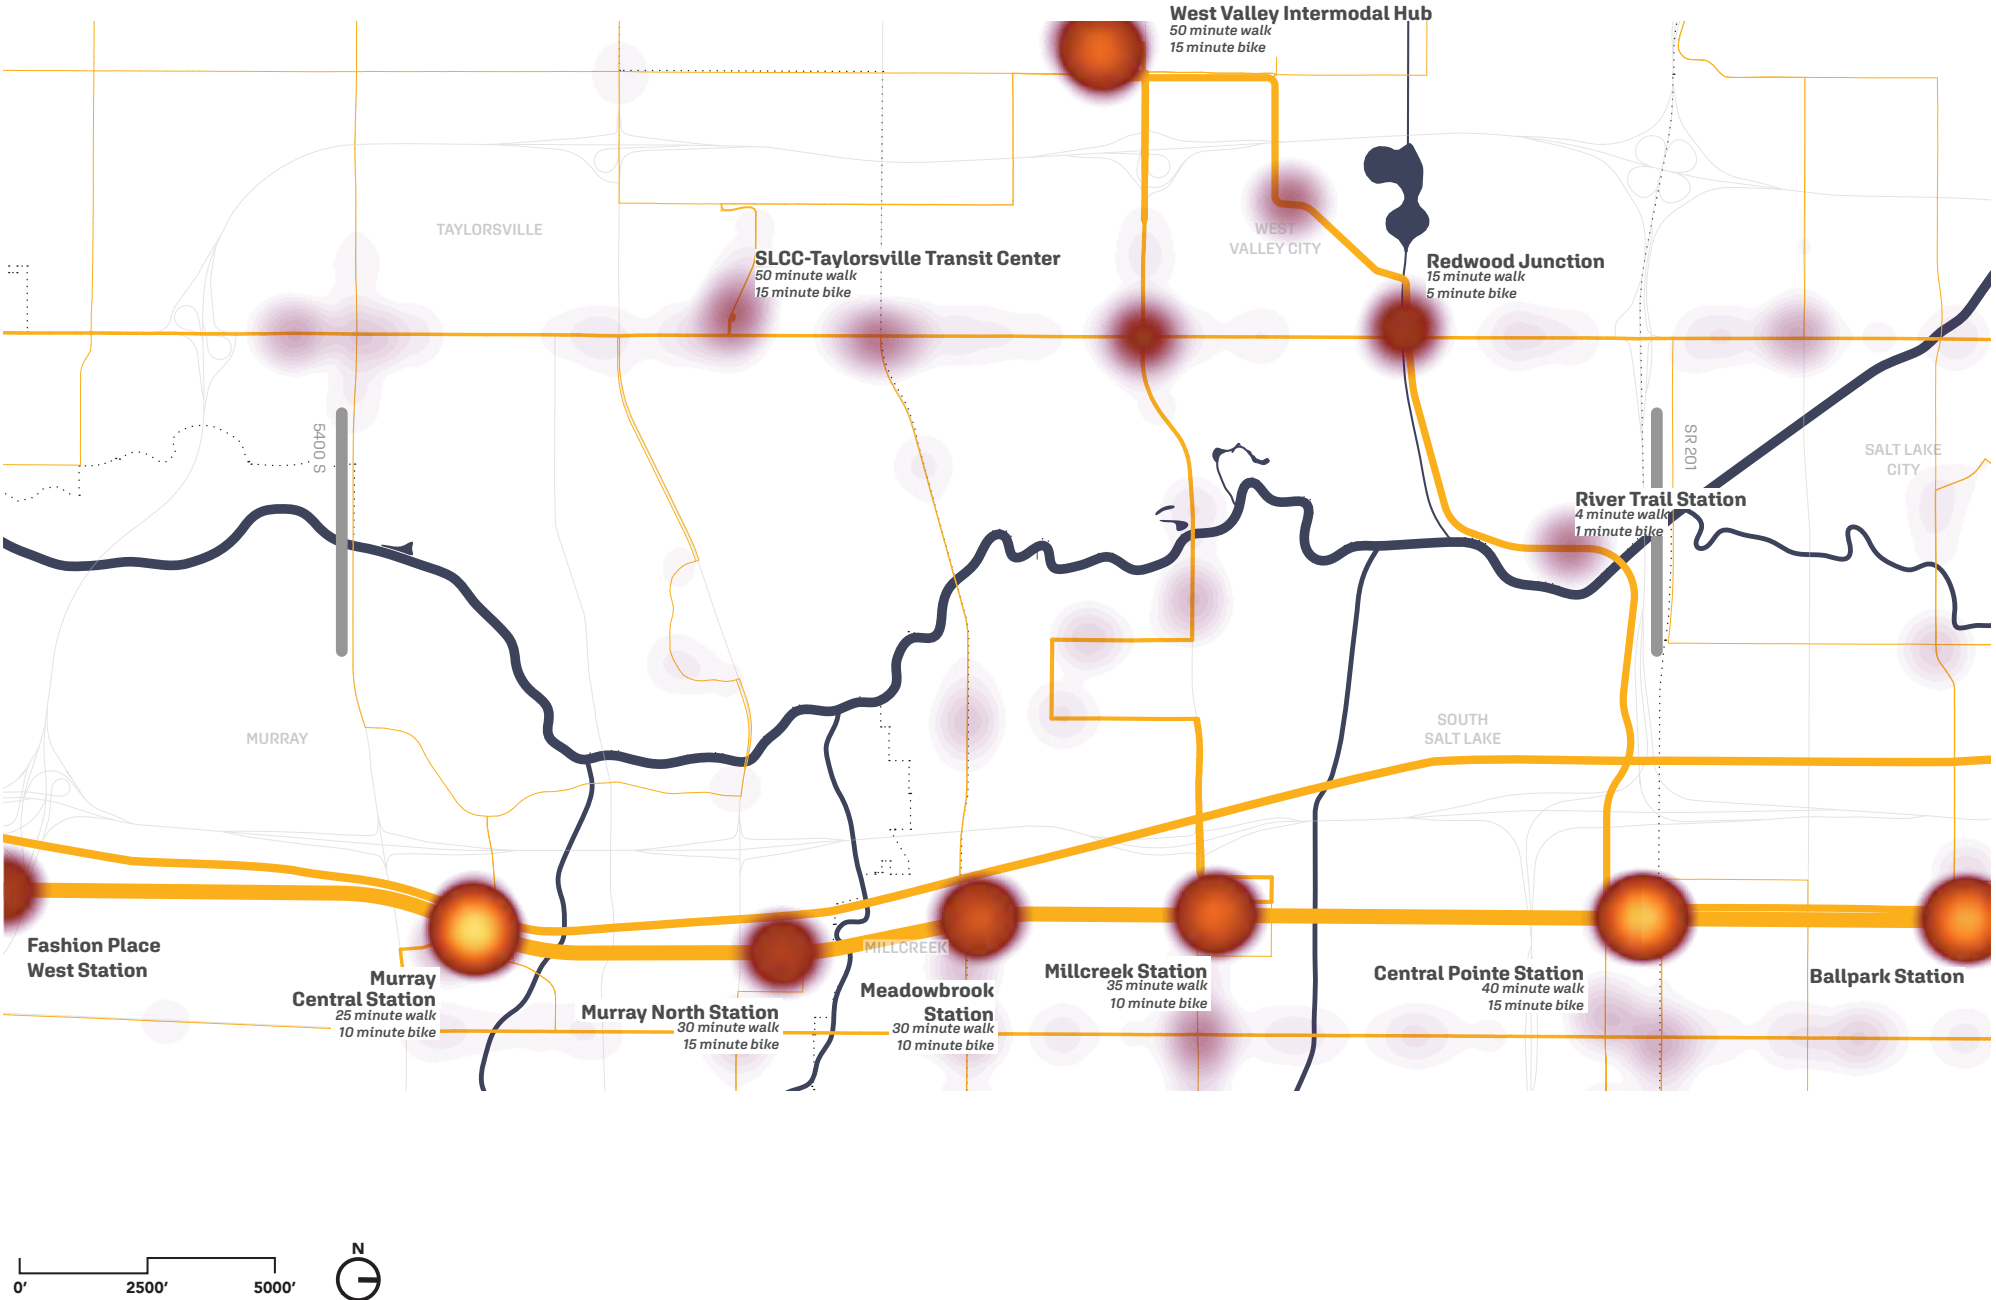 West Valley Intermodal Hub
50 minute walk
15 minute bike
TAYLORSVILLE
WEST
VALLEY CITY
SLCC-Taylorsville Transit Center
50 minute walk
15 minute bike
Redwood Junction
15 minute walk
5 minute bike
5400 S
SR 201
SALT LAKE
CITY
River Trail Station
4 minute walk
1 minute bike
MURRAY
SOUTH
SALT LAKE
Fashion Place
West Station
Murray
Central Station
25 minute walk
10 minute bike
Murray North Station
30 minute walk
15 minute bike
MILLCREEK
Meadowbrook
Station
30 minute walk
10 minute bike
Millcreek Station
35 minute walk
10 minute bike
Central Pointe Station
40 minute walk
15 minute bike
Ballpark Station
N
0’ 2500’ 5000’